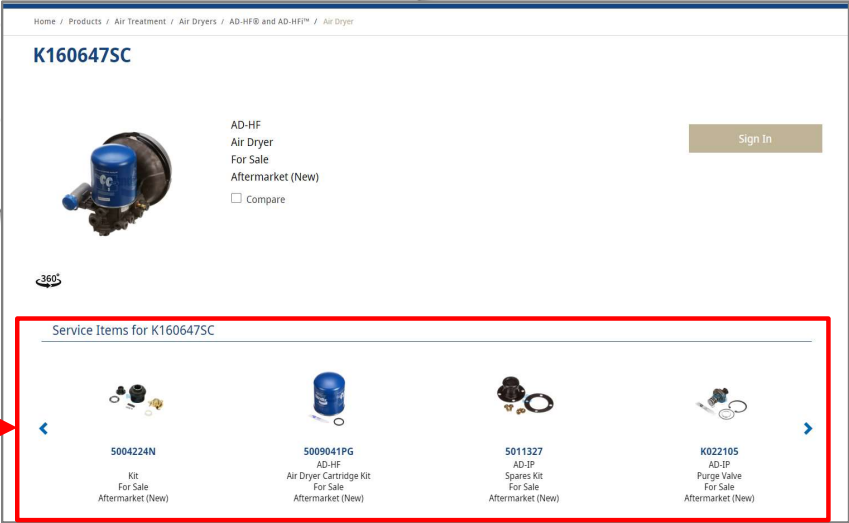 Home / Products / Air Treatment / Air Dryers / AD-HF® and AD-HFi™ / Air Dryer
K160647SC
AD-HF
Air Dryer
For Sale
Aftermarket (New)
Compare
Sign In
360°
Service Items for K160647SC
5004224N
Kit
For Sale
Aftermarket (New)
5009041PG
AD-HF
Air Dryer Cartridge Kit
For Sale
Aftermarket (New)
5011327
AD-IP
Spares Kit
For Sale
Aftermarket (New)
K022105
AD-IP
Purge Valve
For Sale
Aftermarket (New)